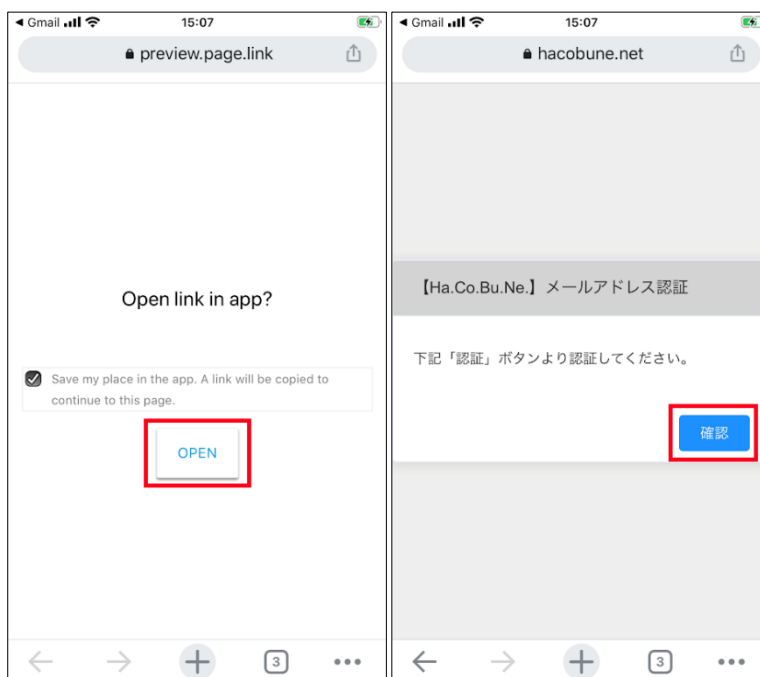 Gmail
15:07
preview.page.link
Open link in app?
Save my place in the app. A link will be copied to
continue to this page.
OPEN
3
Gmail
15:07
hacobune.net
【Ha.Co.Bu.Ne.】メールアドレス認証
下記「認証」ボタンより認証してください。
確認
3